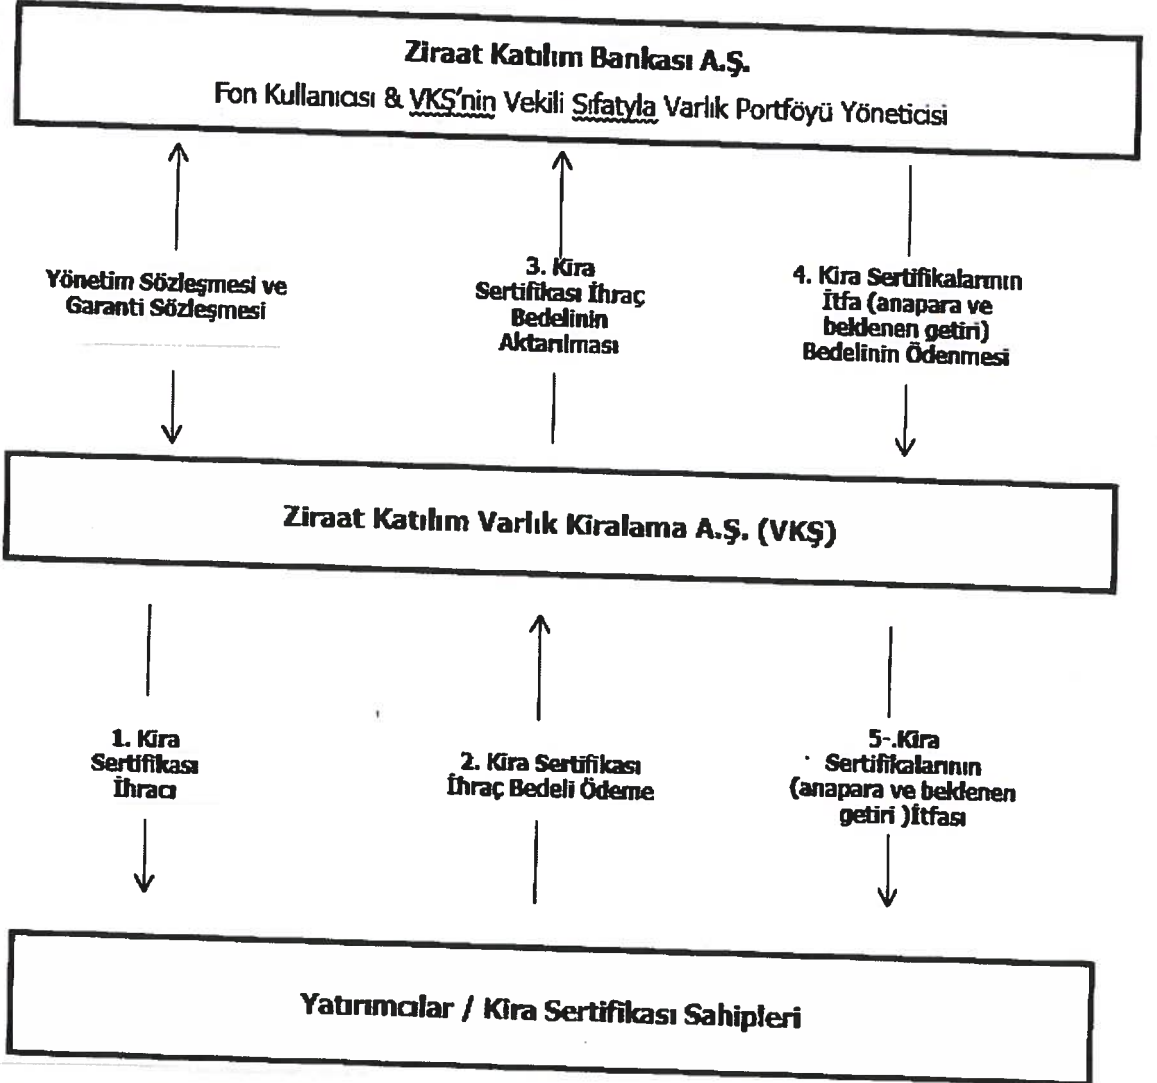 Ziraat Katılım Bankası A.Ş.
Fon Kullanıcısı & VKŞ'nin Vekili Sıfatyla Varlık Portföyü Yöneticisi
Yönetim Sözleşmesi ve
Garanti Sözleşmesi
3. Kira
Sertifikası İhraç
Bedelinin
Aktarılması
4. Kira Sertifikalarının
İtfa (anapara ve
beklenen getiri)
Bedelinin Ödenmesi
Ziraat Katılım Varlık Kiralama A.Ş. (VKŞ)
1. Kira
Sertifikası
İhracı
2. Kira Sertifikası
İhraç Bedeli Ödeme
5-.Kira
Sertifikalarının
(anapara ve beklenen
getiri )İtfası
Yatırımcılar / Kira Sertifikası Sahipleri